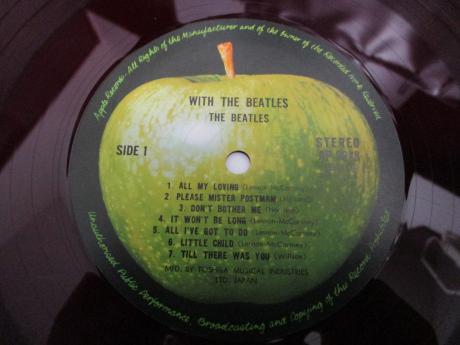 Apple Records - All Rights of the Manufacturer and of the Owner of the Recorded Work Reserved
WITH THE BEATLES
THE BEATLES
SIDE 1
STEREO
1. ALL MY LOVING (Lennon-McCartney)
2. PLEASE MISTER POSTMAN
3. DON'T BOTHER ME
4. IT WON'T BE LONG (Lennon-McCartney)
5. ALL I'VE GOT TO DO (Lennon-McCartney)
6. LITTLE CHILD (Lennon-McCartney)
7. TILL THERE WAS YOU (Willson)
MFD. BY TOSHIBA MUSICAL INDUSTRIES
LTD. JAPAN
Unauthorised Public Performance, Broadcasting and Copying of this Record Prohibited